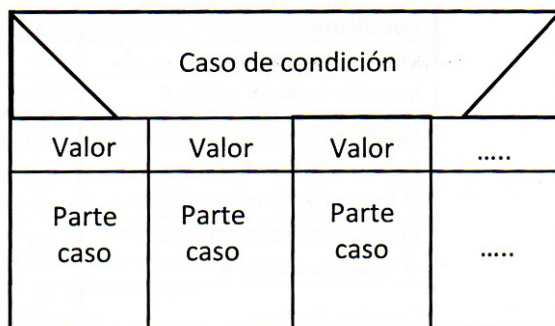 Caso de condición
Valor Valor Valor .....
Parte Parte Parte
caso caso caso .....